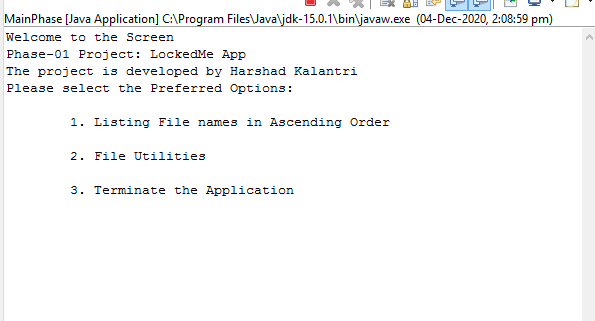 MainPhase [Java Application] C:\Program Files\Java\jdk-15.0.1\bin\javaw.exe (04-Dec-2020, 2:08:59 pm)
Welcome to the Screen
Phase-01 Project: LockedMe App
The project is developed by Harshad Kalantri
Please select the Preferred Options:
1. Listing File names in Ascending Order
2. File Utilities
3. Terminate the Application